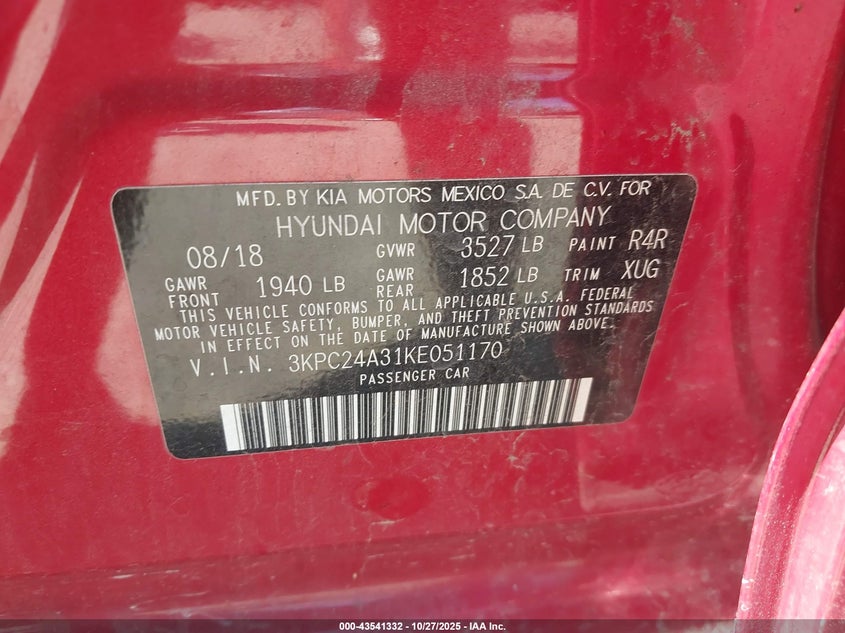 MFD. BY KIA MOTORS MEXICO S.A. DE C.V. FOR
HYUNDAI MOTOR COMPANY
08/18 GVWR 3527 LB PAINT R4R
GAWR FRONT 1940 LB GAWR REAR 1852 LB TRIM XUG
THIS VEHICLE CONFORMS TO ALL APPLICABLE U.S.A. FEDERAL
MOTOR VEHICLE SAFETY, BUMPER, AND THEFT PREVENTION STANDARDS
IN EFFECT ON THE DATE OF MANUFACTURE SHOWN ABOVE.
V.I.N. 3KPC24A31KE051170
PASSENGER CAR
000-43541332 - 10/27/2025 - IAA Inc.